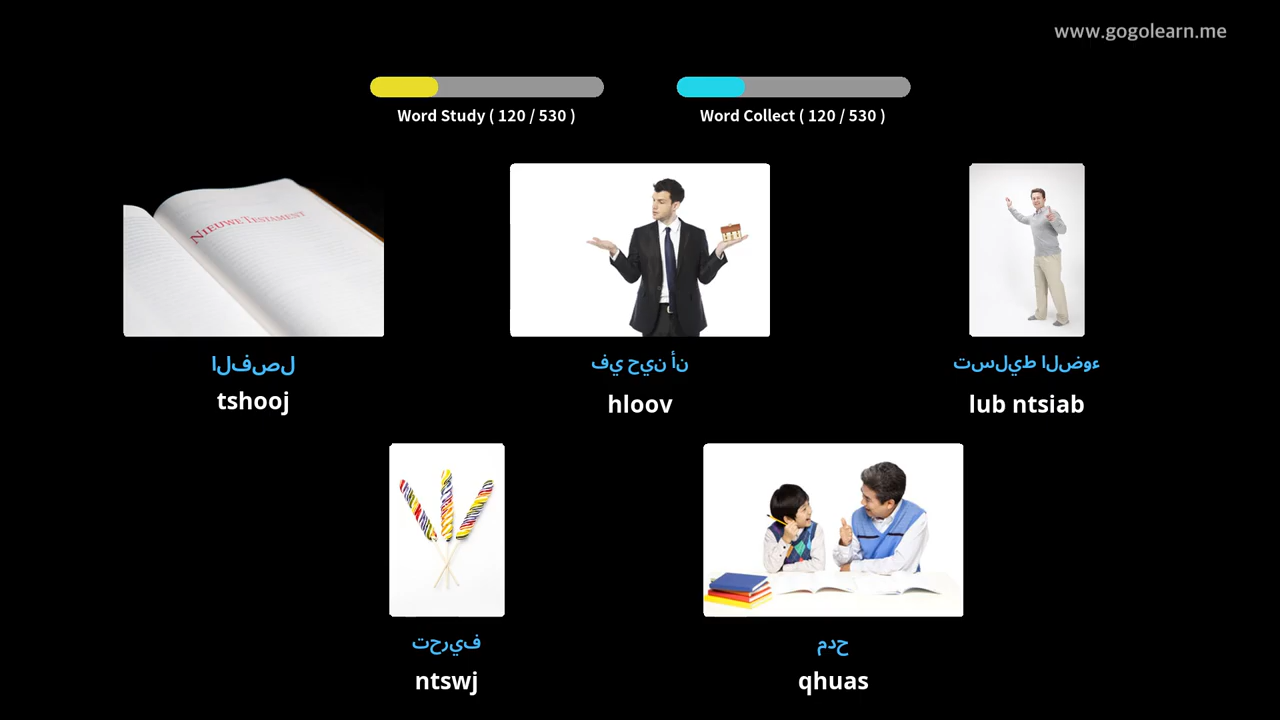 www.gogolearn.me
Word Study ( 120 / 530 )
Word Collect ( 120 / 530 )
NIEUWE TESTAMENT
الفصل
tshooj
في حين أن
hloov
تسليط الضوء
lub ntsiab
تحريف
ntswj
مدح
qhuas